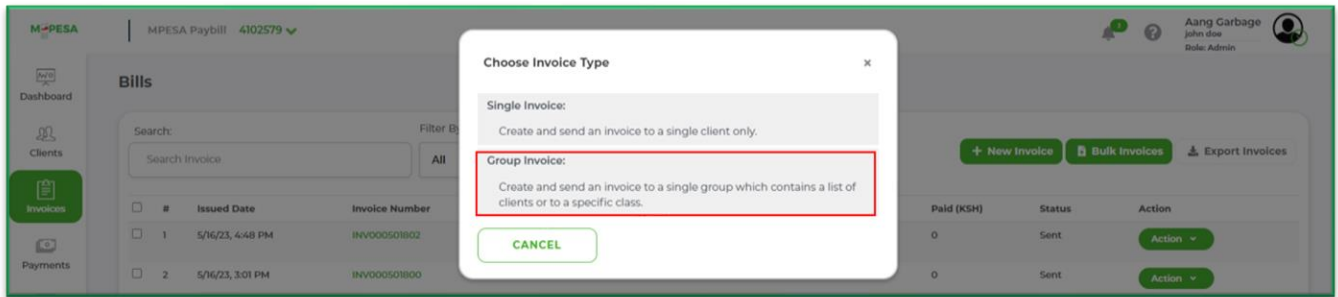 M-PESA
MPESA Paybill 4102579
1
?
Aang Garbage
john doe
Role: Admin
Dashboard
Clients
Invoices
Payments
Bills
Search:
Search Invoice
Filter By
All
+ New Invoice
Bulk Invoices
Export Invoices
# Issued Date Invoice Number Paid (KSH) Status Action
1 5/16/23, 4:48 PM INV000501802 0 Sent Action
2 5/16/23, 3:01 PM INV000501800 0 Sent Action
Choose Invoice Type ×
Single Invoice:
Create and send an invoice to a single client only.
Group Invoice:
Create and send an invoice to a single group which contains a list of
clients or to a specific class.
CANCEL